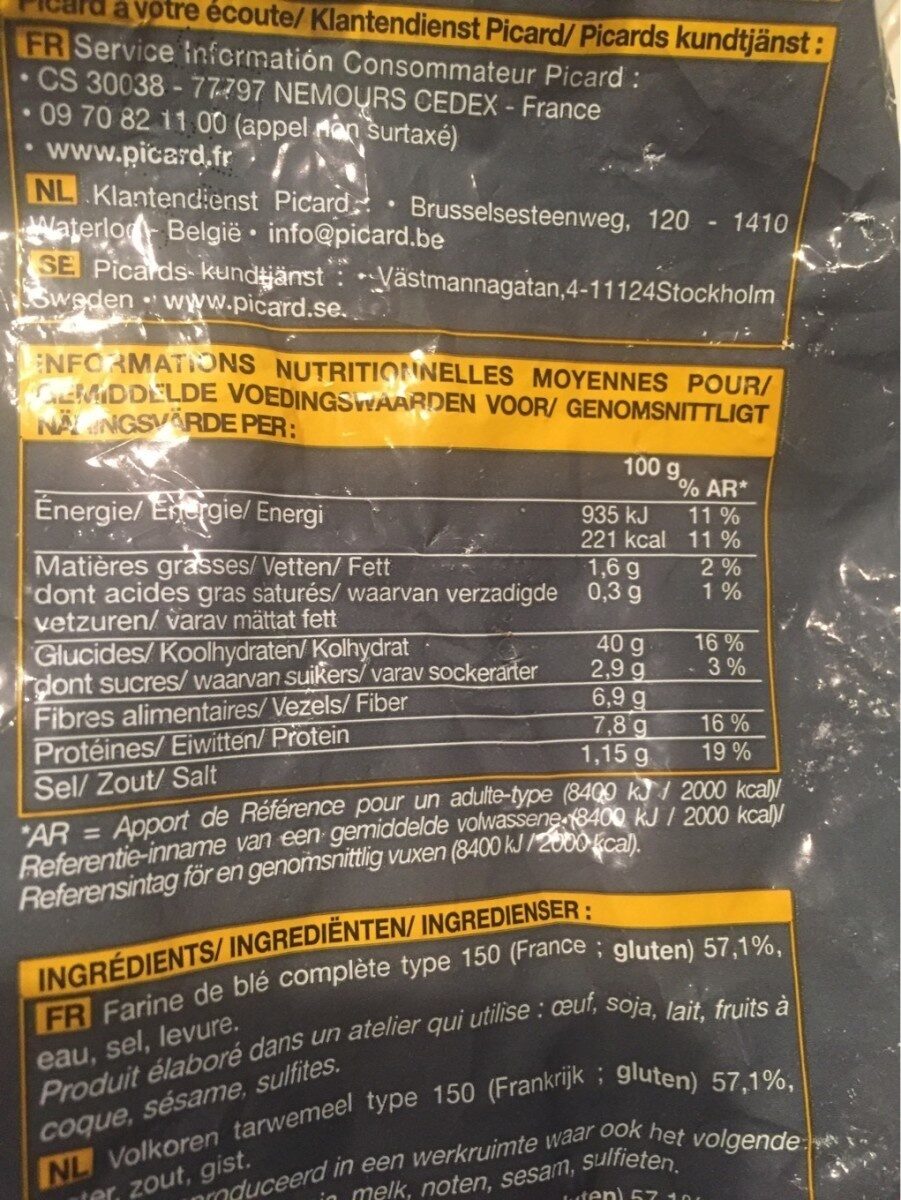 Picard à votre écoute/ Klantendienst Picard/ Picards kundtjänst :
FR Service Information Consommateur Picard :
• CS 30038 - 77797 NEMOURS CEDEX - France
• 09 70 82 11 00 (appel non surtaxé)
• www.picard.fr
NL Klantendienst Picard : • Brusselsesteenweg, 120 - 1410
Waterloo - België • info@picard.be
SE Picards kundtjänst : • Västmannagatan,4-11124Stockholm
Sweden • www.picard.se
INFORMATIONS NUTRITIONNELLES MOYENNES POUR/
GEMIDDELDE VOEDINGSWAARDEN VOOR/ GENOMSNITTLIGT
NÄRINGSVÄRDE PER:
100 g % AR*
Énergie/ Energie/ Energi 935 kJ 11 %
221 kcal 11 %
Matières grasses/ Vetten/ Fett 1,6 g 2 %
dont acides gras saturés/ waarvan verzadigde 0,3 g 1 %
vetzuren/ varav mättat fett
Glucides/ Koolhydraten/ Kolhydrat 40 g 16 %
dont sucres/ waarvan suikers/ varav sockerarter 2,9 g 3 %
Fibres alimentaires/ Vezels/ Fiber 6,9 g
Protéines/ Eiwitten/ Protein 7,8 g 16 %
Sel/ Zout/ Salt 1,15 g 19 %
*AR = Apport de Référence pour un adulte-type (8400 kJ / 2000 kcal)/
Referentie-inname van een gemiddelde volwassene (8400 kJ / 2000 kcal)/
Referensintag för en genomsnittlig vuxen (8400 kJ / 2000 kcal).
INGRÉDIENTS/ INGREDIËNTEN/ INGREDIENSER :
FR Farine de blé complète type 150 (France ; gluten) 57,1%,
eau, sel, levure.
Produit élaboré dans un atelier qui utilise : œuf, soja, lait, fruits à
coque, sésame, sulfites.
NL Volkoren tarwemeel type 150 (Frankrijk ; gluten) 57,1%,
zout, gist.
in een werkruimte waar ook het volgende
melk, noten, sesam, sulfieten.